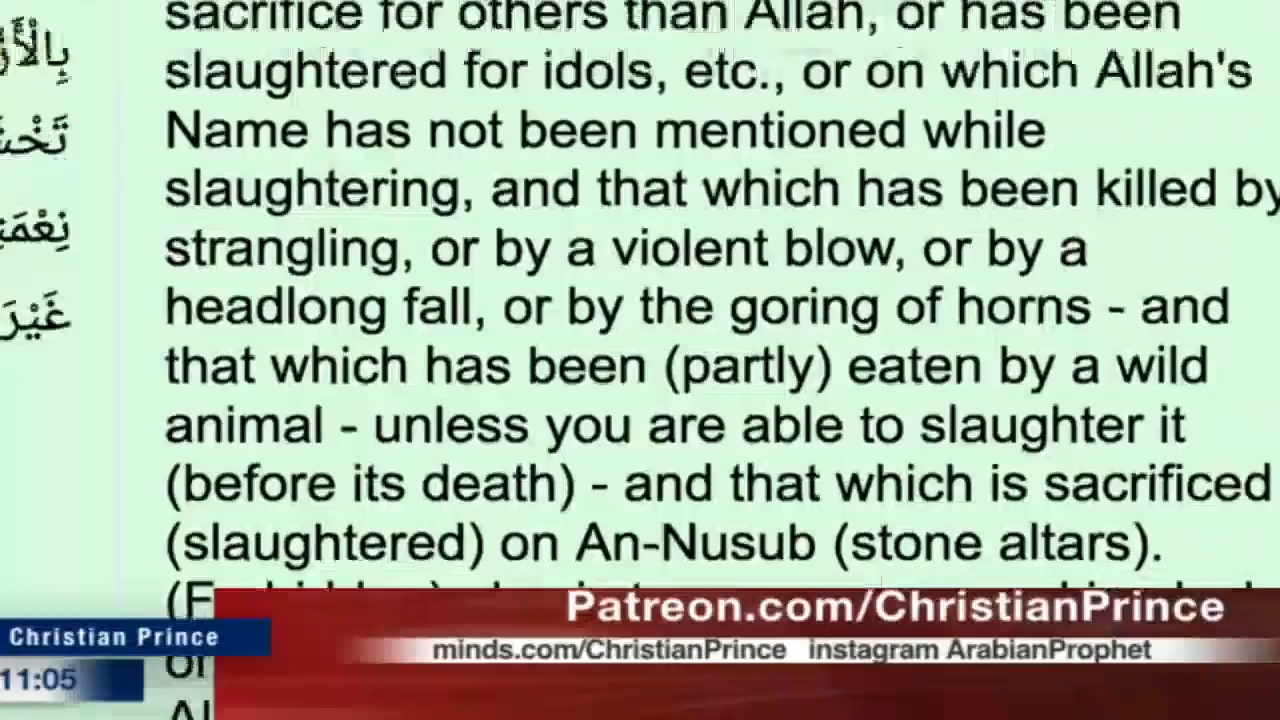 sacrifice for others than Allah, or has been
slaughtered for idols, etc., or on which Allah's
Name has not been mentioned while
slaughtering, and that which has been killed by
strangling, or by a violent blow, or by a
headlong fall, or by the goring of horns - and
that which has been (partly) eaten by a wild
animal - unless you are able to slaughter it
(before its death) - and that which is sacrificed
(slaughtered) on An-Nusub (stone altars).
Patreon.com/ChristianPrince
Christian Prince
minds.com/ChristianPrince instagram ArabianProphet
11:05
غَيْرَ